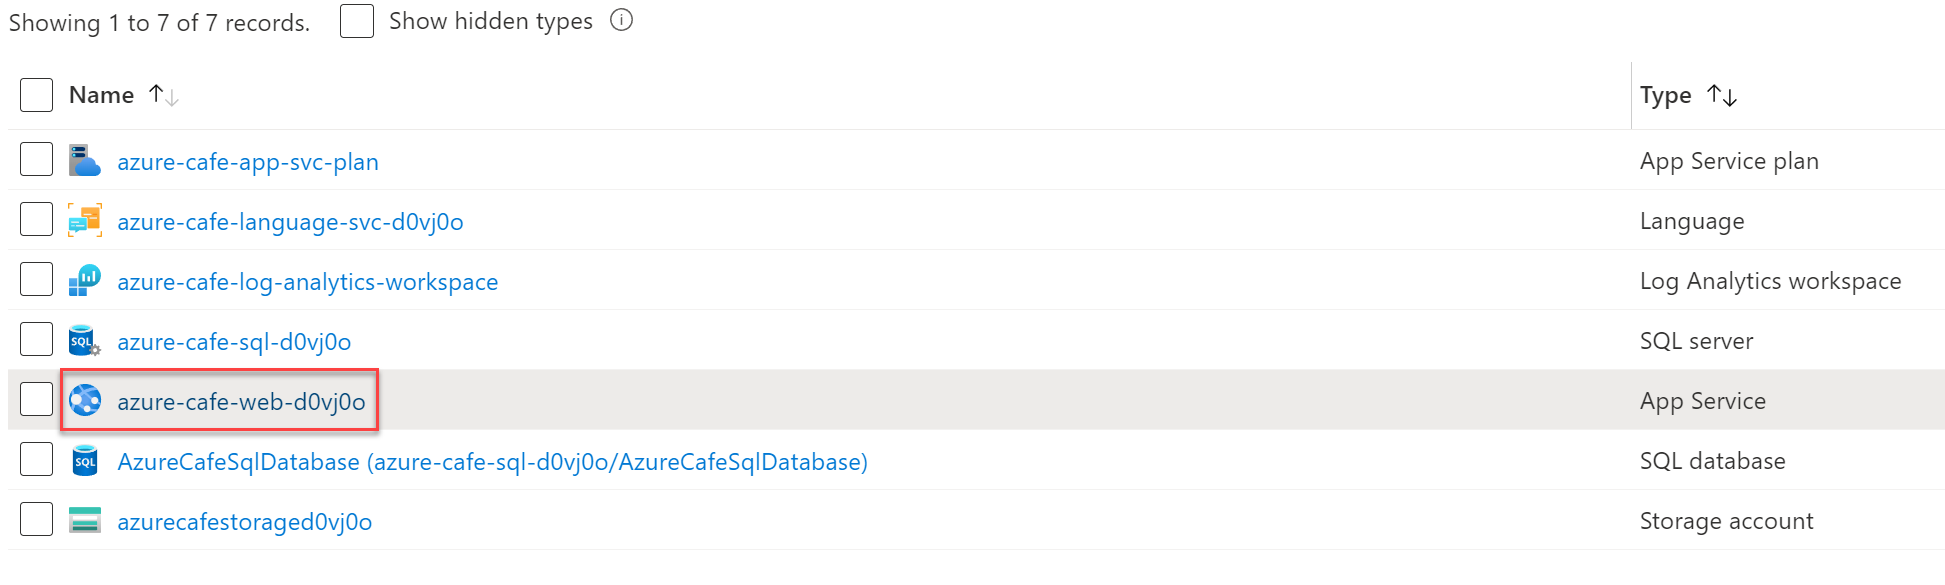 Showing 1 to 7 of 7 records. Show hidden types
Name Type
azure-cafe-app-svc-plan App Service plan
azure-cafe-language-svc-d0vj0o Language
azure-cafe-log-analytics-workspace Log Analytics workspace
SQL azure-cafe-sql-d0vj0o SQL server
azure-cafe-web-d0vj0o App Service
SQL AzureCafeSqlDatabase (azure-cafe-sql-d0vj0o/AzureCafeSqlDatabase) SQL database
azurecafestoraged0vj0o Storage account